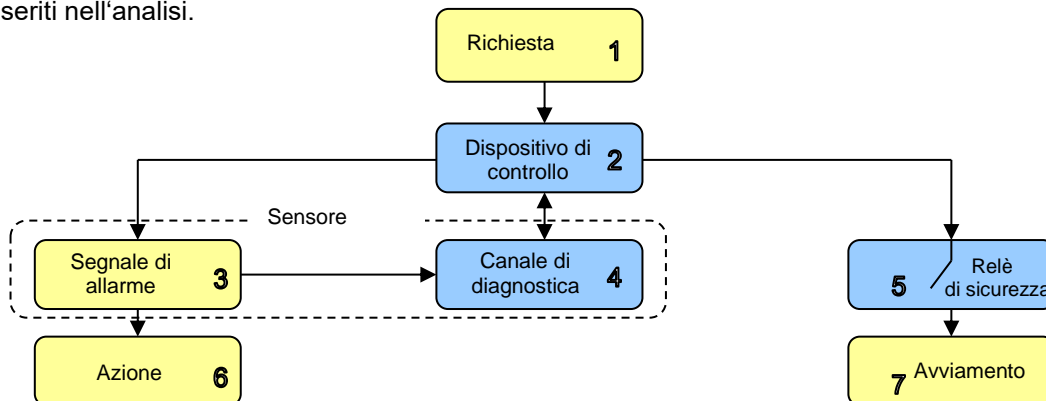 seriti nell‘analisi.
Richiesta 1
Dispositivo di
controllo 2
Sensore
Segnale di
allarme 3
Canale di
diagnostica 4
Relè
di sicurezza
5
Azione 6
Avviamento
7